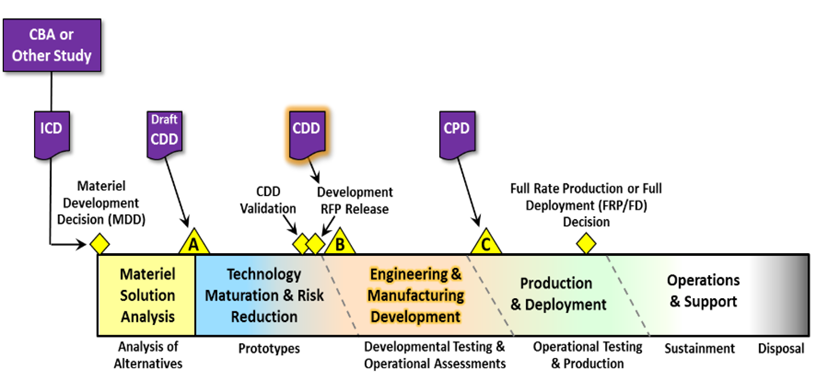 CBA or
Other Study
ICD
Draft
CDD
CDD
CPD
Materiel
Development
Decision (MDD)
CDD
Validation
Development
RFP Release
Full Rate Production or Full
Deployment (FRP/FD)
Decision
A
B
C
Materiel
Solution
Analysis
Technology
Maturation & Risk
Reduction
Engineering &
Manufacturing
Development
Production
& Deployment
Operations
& Support
Analysis of
Alternatives
Prototypes
Developmental Testing &
Operational Assessments
Operational Testing
& Production
Sustainment
Disposal